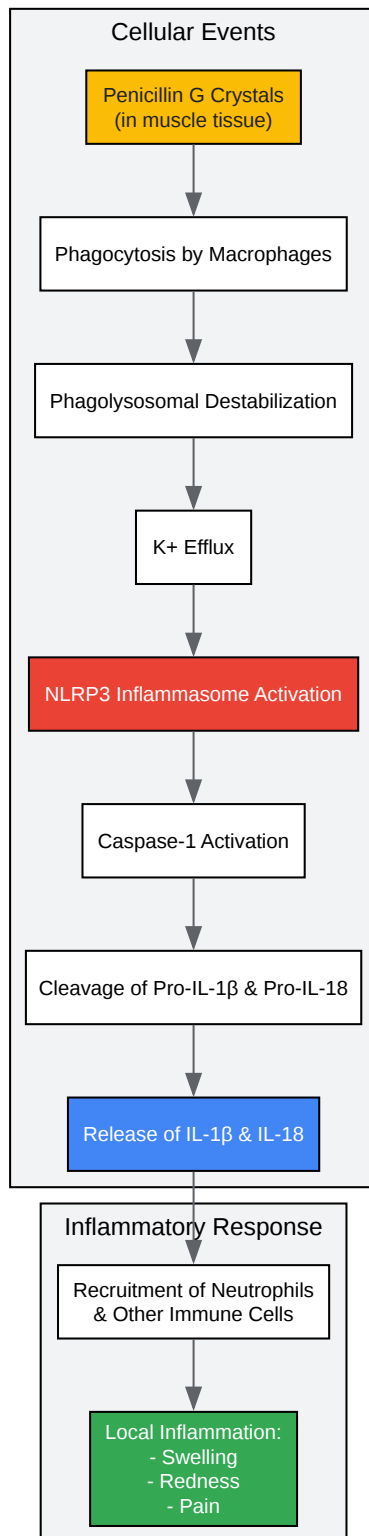 Cellular Events
Penicillin G Crystals
(in muscle tissue)
Phagocytosis by Macrophages
Phagolysosomal Destabilization
K+ Efflux
NLRP3 Inflammasome Activation
Caspase-1 Activation
Cleavage of Pro-IL-1β & Pro-IL-18
Release of IL-1β & IL-18
Inflammatory Response
Recruitment of Neutrophils
& Other Immune Cells
Local Inflammation:
- Swelling
- Redness
- Pain